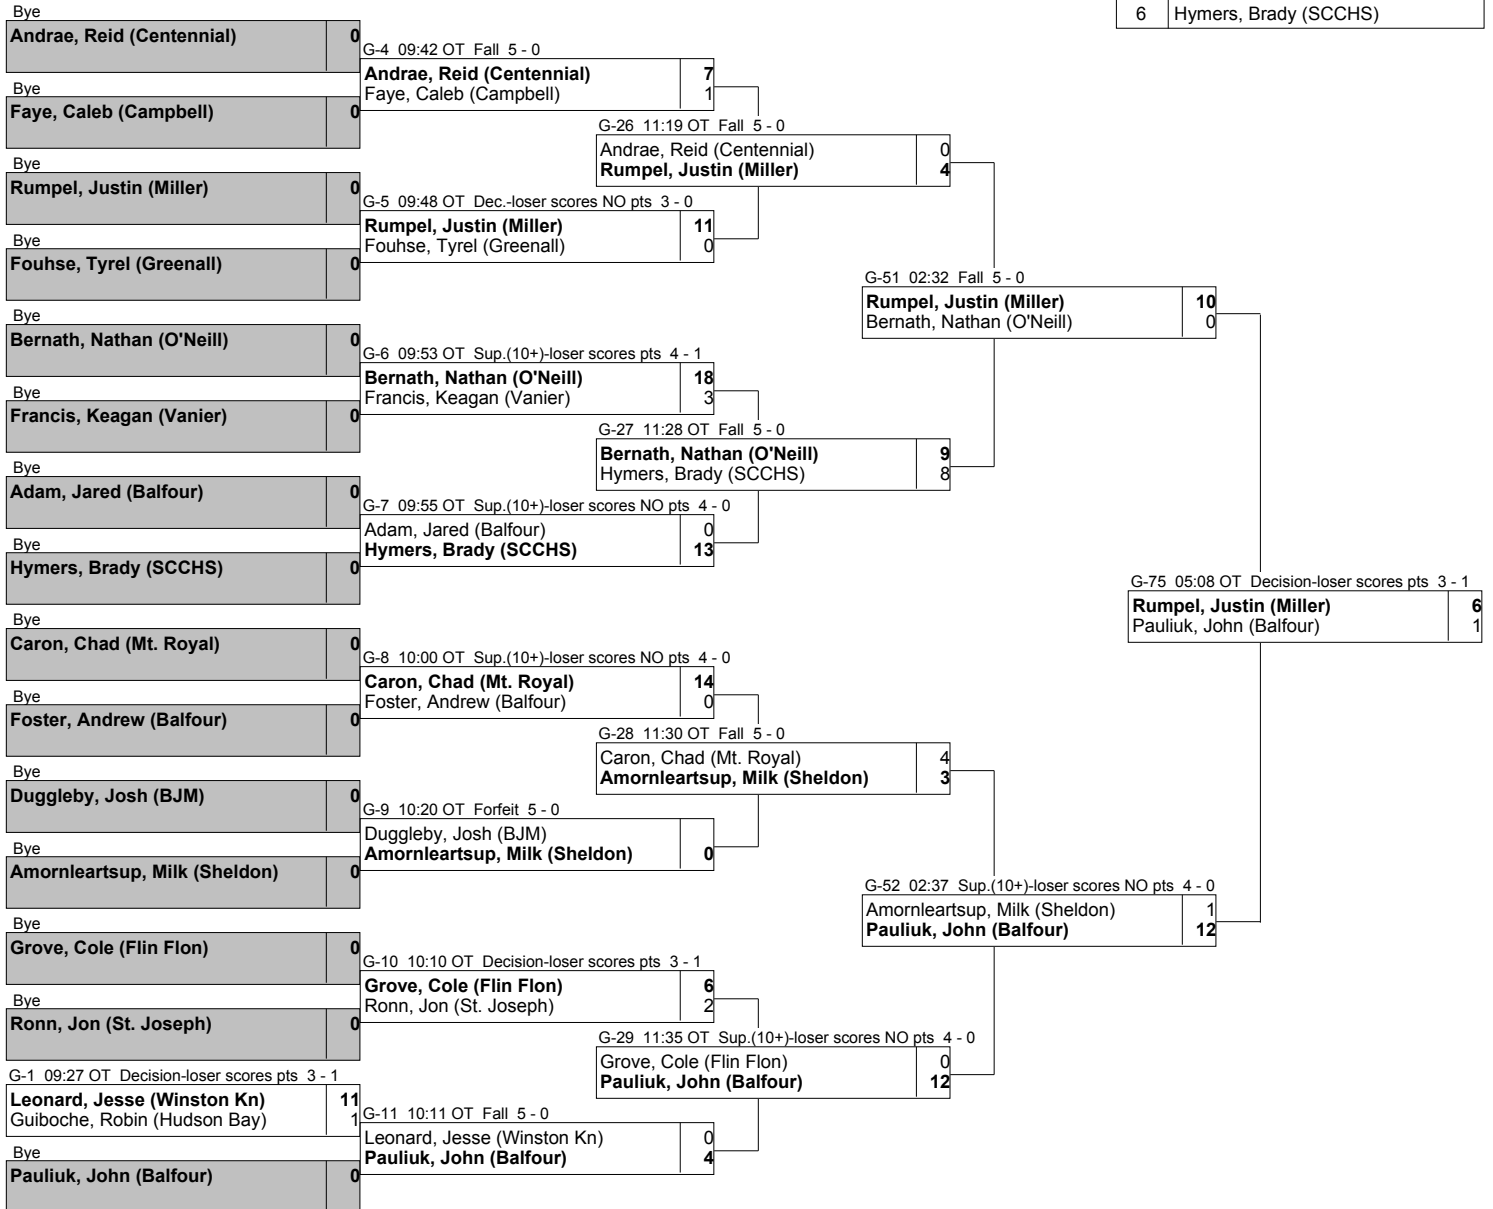 6 Hymers, Brady (SCCHS)
Bye
Andrae, Reid (Centennial) 0
Bye
Faye, Caleb (Campbell) 0
Bye
Rumpel, Justin (Miller) 0
Bye
Fouhse, Tyrel (Greenall) 0
Bye
Bernath, Nathan (O'Neill) 0
Bye
Francis, Keagan (Vanier) 0
Bye
Adam, Jared (Balfour) 0
Bye
Hymers, Brady (SCCHS) 0
Bye
Caron, Chad (Mt. Royal) 0
Bye
Foster, Andrew (Balfour) 0
Bye
Duggleby, Josh (BJM) 0
Bye
Amornleartsup, Milk (Sheldon) 0
Bye
Grove, Cole (Flin Flon) 0
Bye
Ronn, Jon (St. Joseph) 0
G-1 09:27 OT Decision-loser scores pts 3 - 1
Leonard, Jesse (Winston Kn) 11
Guiboche, Robin (Hudson Bay) 1
Bye
Pauliuk, John (Balfour) 0
G-4 09:42 OT Fall 5 - 0
Andrae, Reid (Centennial) 7
Faye, Caleb (Campbell) 1
G-5 09:48 OT Dec.-loser scores NO pts 3 - 0
Rumpel, Justin (Miller) 11
Fouhse, Tyrel (Greenall) 0
G-6 09:53 OT Sup.(10+)-loser scores pts 4 - 1
Bernath, Nathan (O'Neill) 18
Francis, Keagan (Vanier) 3
G-7 09:55 OT Sup.(10+)-loser scores NO pts 4 - 0
Adam, Jared (Balfour) 0
Hymers, Brady (SCCHS) 13
G-8 10:00 OT Sup.(10+)-loser scores NO pts 4 - 0
Caron, Chad (Mt. Royal) 14
Foster, Andrew (Balfour) 0
G-9 10:20 OT Forfeit 5 - 0
Duggleby, Josh (BJM)
Amornleartsup, Milk (Sheldon) 0
G-10 10:10 OT Decision-loser scores pts 3 - 1
Grove, Cole (Flin Flon) 6
Ronn, Jon (St. Joseph) 2
G-11 10:11 OT Fall 5 - 0
Leonard, Jesse (Winston Kn) 0
Pauliuk, John (Balfour) 4
G-26 11:19 OT Fall 5 - 0
Andrae, Reid (Centennial) 0
Rumpel, Justin (Miller) 4
G-27 11:28 OT Fall 5 - 0
Bernath, Nathan (O'Neill) 9
Hymers, Brady (SCCHS) 8
G-28 11:30 OT Fall 5 - 0
Caron, Chad (Mt. Royal) 4
Amornleartsup, Milk (Sheldon) 3
G-29 11:35 OT Sup.(10+)-loser scores NO pts 4 - 0
Grove, Cole (Flin Flon) 0
Pauliuk, John (Balfour) 12
G-51 02:32 Fall 5 - 0
Rumpel, Justin (Miller) 10
Bernath, Nathan (O'Neill) 0
G-52 02:37 Sup.(10+)-loser scores NO pts 4 - 0
Amornleartsup, Milk (Sheldon) 1
Pauliuk, John (Balfour) 12
G-75 05:08 OT Decision-loser scores pts 3 - 1
Rumpel, Justin (Miller) 6
Pauliuk, John (Balfour) 1